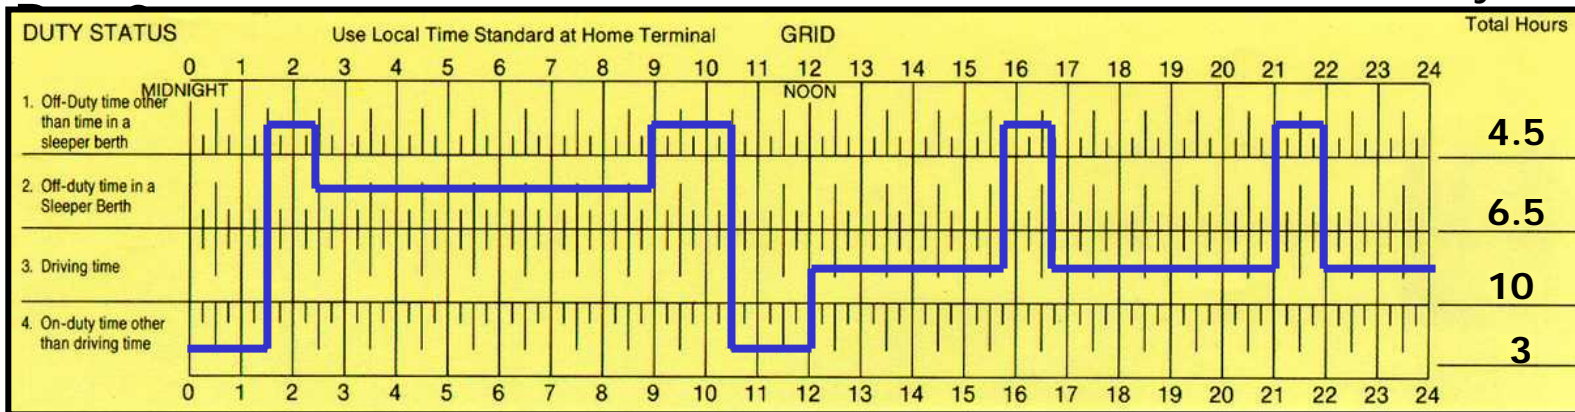 DUTY STATUS Use Local Time Standard at Home Terminal GRID Total Hours
0 1 2 3 4 5 6 7 8 9 10 11 12 13 14 15 16 17 18 19 20 21 22 23 24
MIDNIGHT NOON
1. Off-Duty time other
than time in a
sleeper berth
4.5
2. Off-duty time in a
Sleeper Berth
6.5
3. Driving time
10
4. On-duty time other
than driving time
3
0 1 2 3 4 5 6 7 8 9 10 11 12 13 14 15 16 17 18 19 20 21 22 23 24